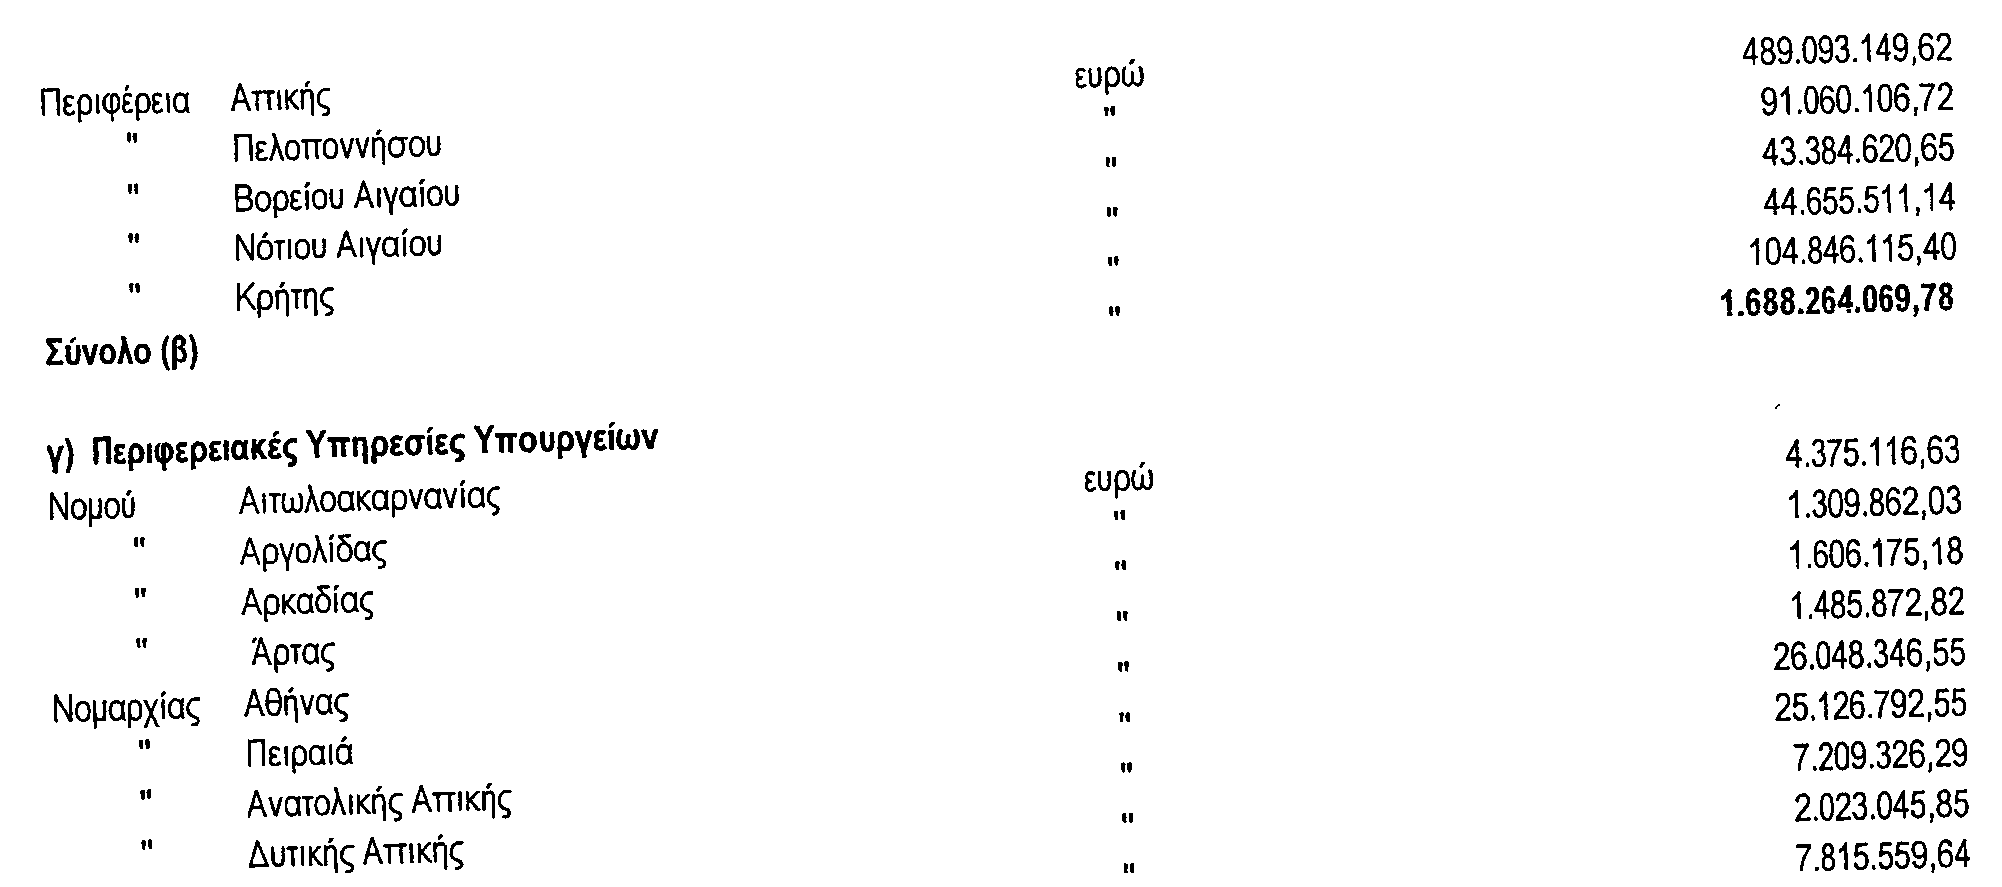 Περιφέρεια Αττικής ευρώ 489.093.149,62
" Πελοποννήσου " 91.060.106,72
" Βορείου Αιγαίου " 43.384.620,65
" Νότιου Αιγαίου " 44.655.511,14
" Κρήτης " 104.846.115,40
Σύνολο (β) " 1.688.264.069,78
γ) Περιφερειακές Υπηρεσίες Υπουργείων
Νομού Αιτωλοακαρνανίας ευρώ 4.375.116,63
" Αργολίδας " 1.309.862,03
" Αρκαδίας " 1.606.175,18
" Άρτας " 1.485.872,82
Νομαρχίας Αθήνας " 26.048.346,55
" Πειραιά " 25.126.792,55
" Ανατολικής Αττικής " 7.209.326,29
" Δυτικής Αττικής " 2.023.045,85
" 7.815.559,64